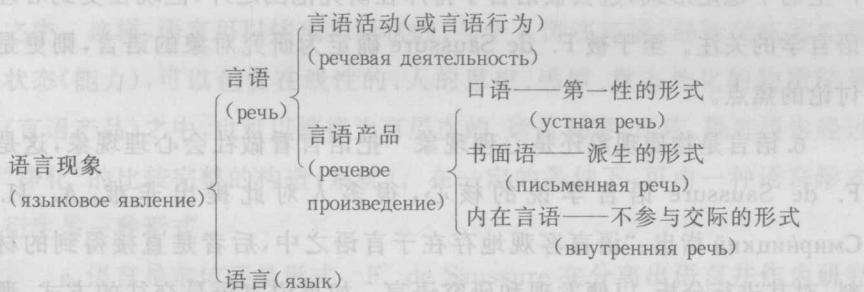 言语活动(或言语行为)
(речевая деятельность)
言语
(речь)
口语——第一性的形式
(устная речь)
言语产品
(речевое
произведение)
书面语——派生的形式
(письменная речь)
内在言语——不参与交际的形式
(внутренняя речь)
语言现象
(языковое явление)
语言(язык)